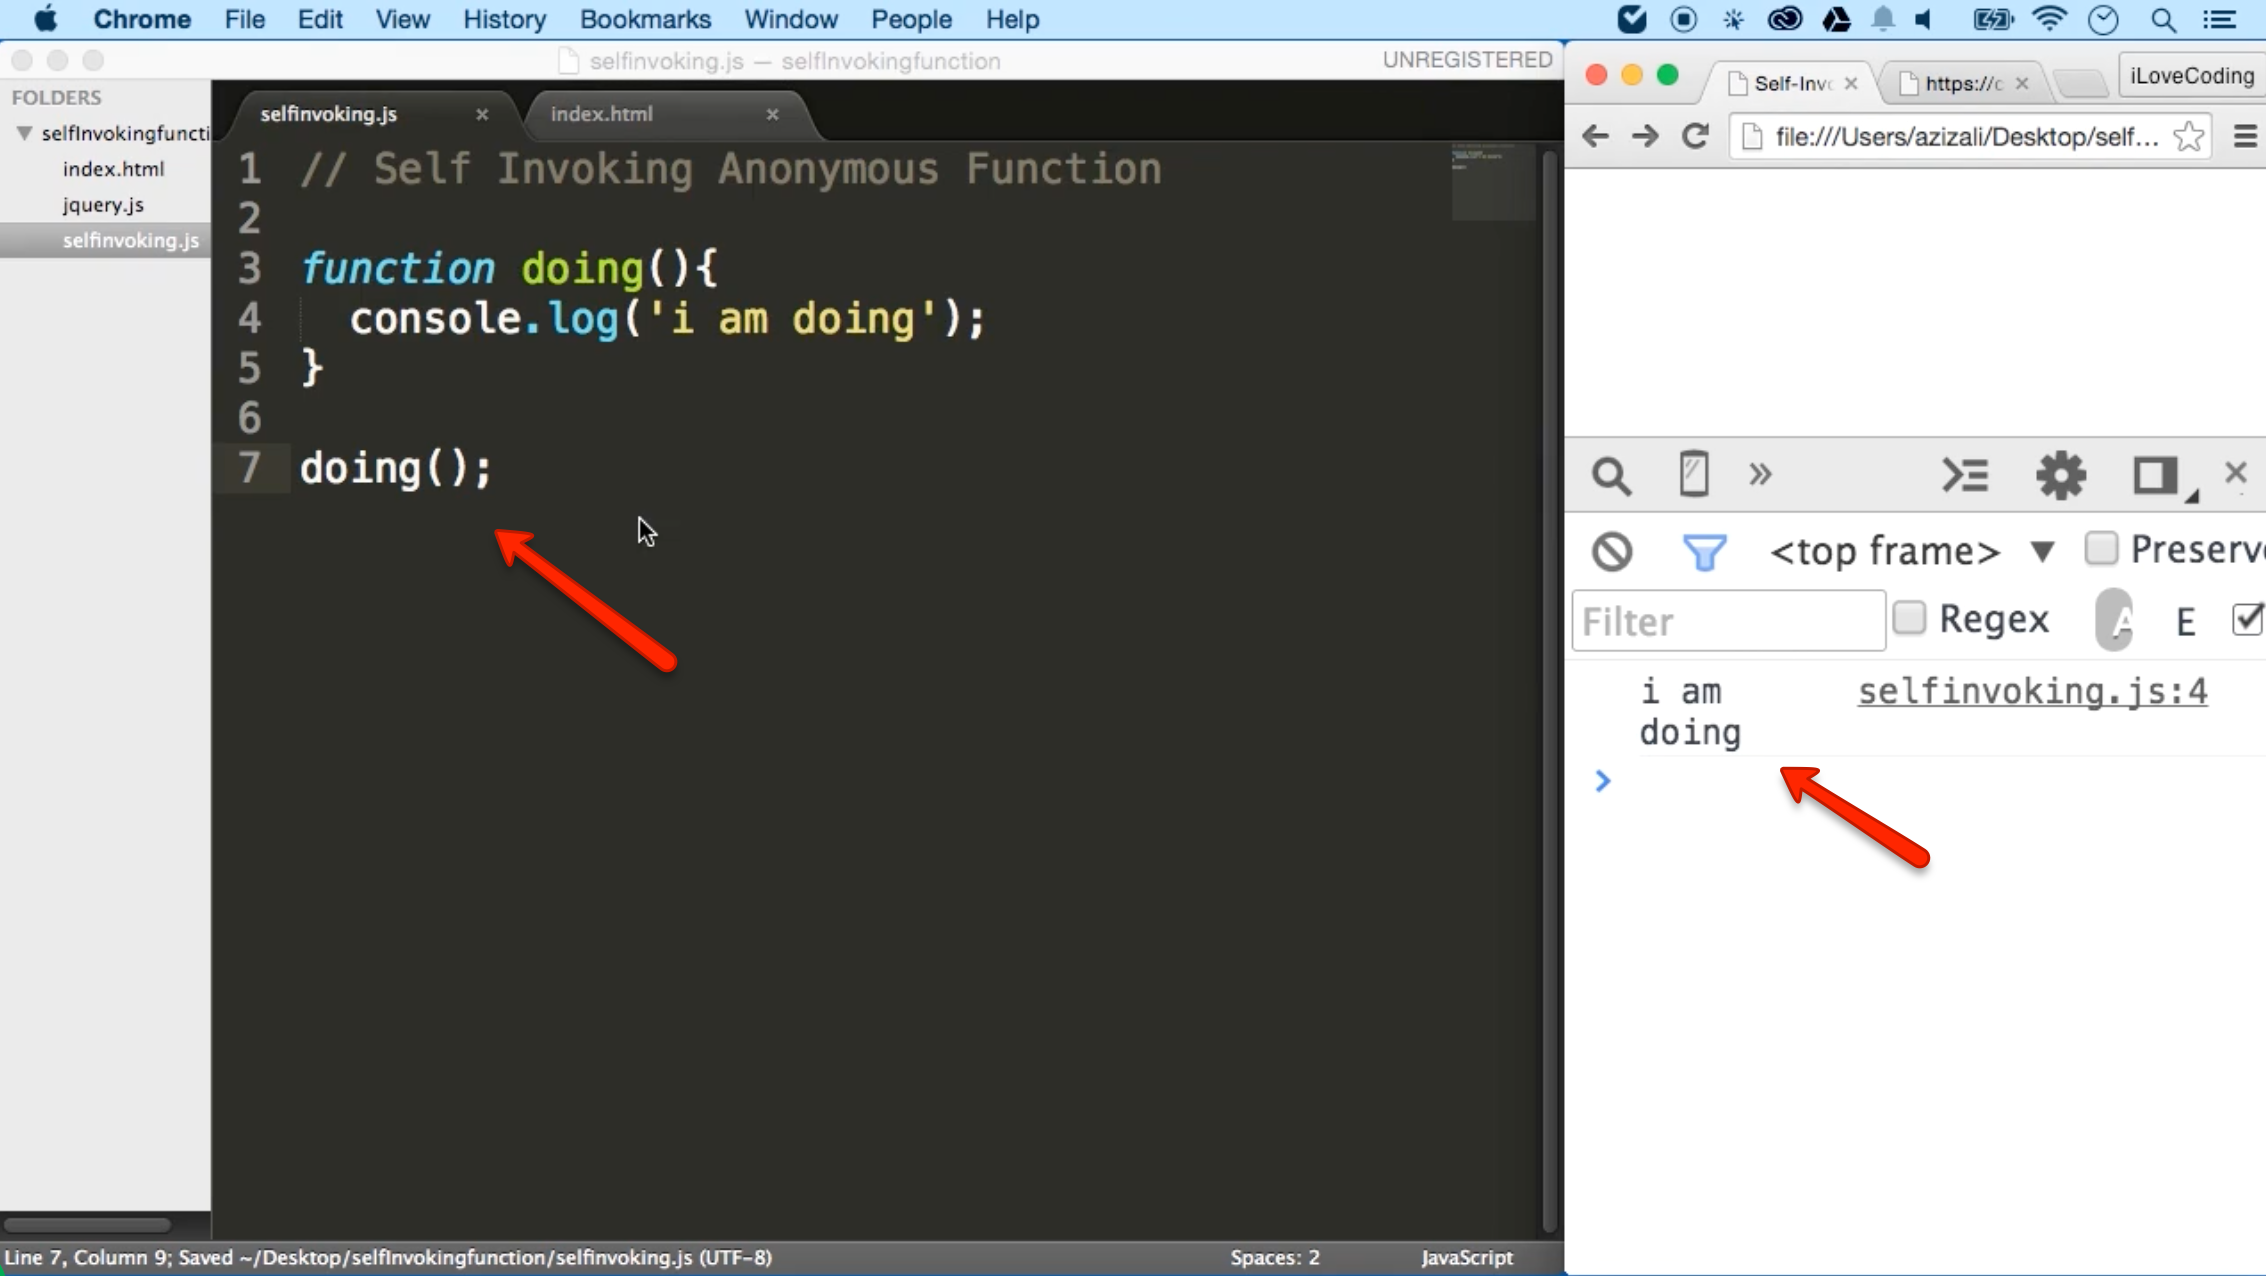 Chrome File Edit View History Bookmarks Window People Help
selfinvoking.js — selfInvokingfunction
UNREGISTERED
FOLDERS
selfInvokingfuncti
index.html
jquery.js
selfinvoking.js
selfinvoking.js
index.html
1 // Self Invoking Anonymous Function
2
3 function doing(){
4 console.log('i am doing');
5 }
6
7 doing();
Line 7, Column 9; Saved ~/Desktop/selfInvokingfunction/selfinvoking.js (UTF-8)
Spaces: 2
JavaScript
Self-Inv
https://c
iLoveCoding
file:///Users/azizali/Desktop/self...
<top frame>
Preserv
Filter
Regex
A
E
i am
doing
selfinvoking.js:4